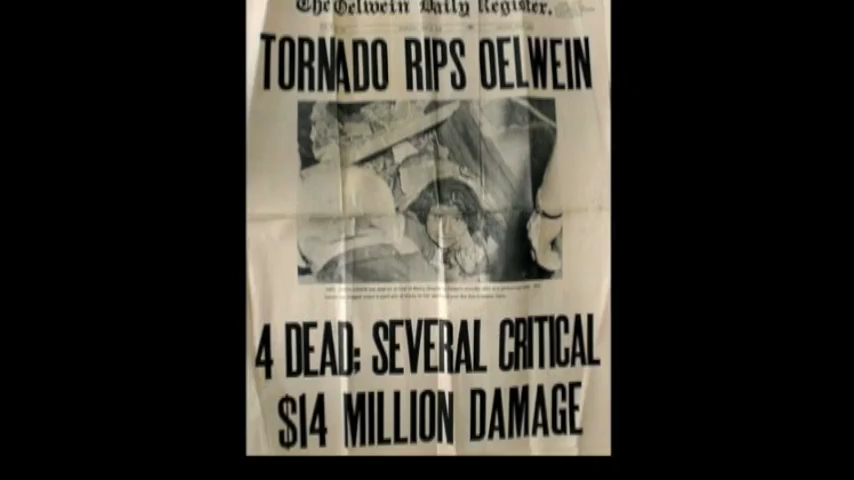 The Oelwein Daily Register.
TORNADO RIPS OELWEIN
4 DEAD; SEVERAL CRITICAL
$14 MILLION DAMAGE